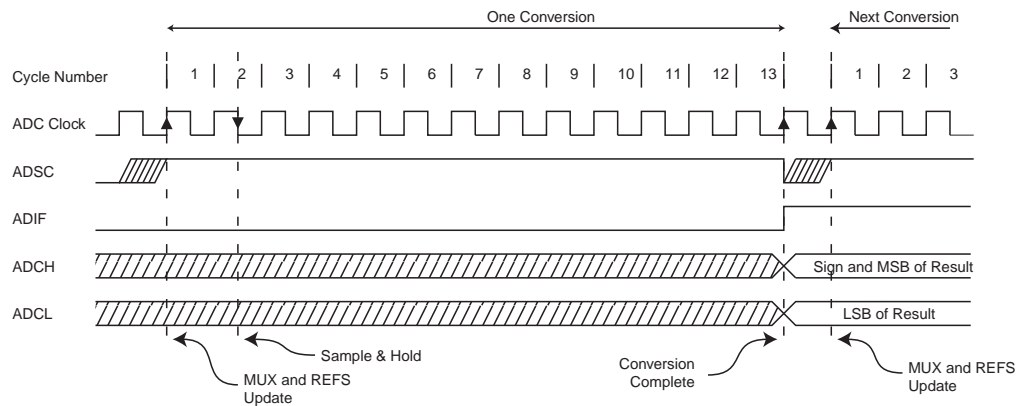 One Conversion Next Conversion
Cycle Number 1 2 3 4 5 6 7 8 9 10 11 12 13 1 2 3
ADC Clock
ADSC
ADIF
ADCH Sign and MSB of Result
ADCL LSB of Result
Sample & Hold
MUX and REFS
Update
Conversion
Complete
MUX and REFS
Update